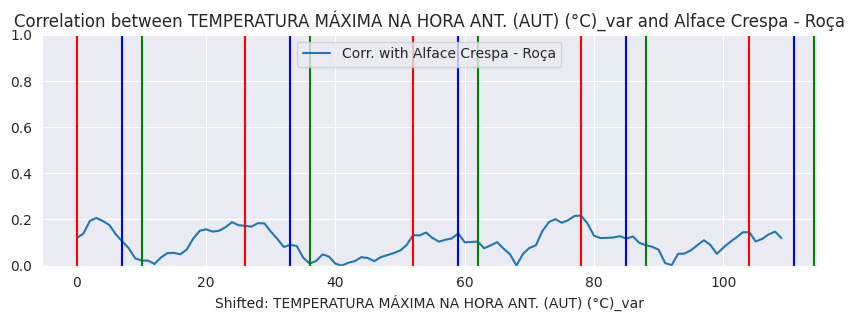 Correlation between TEMPERATURA MÁXIMA NA HORA ANT. (AUT) (°C)_var and Alface Crespa - Roça
1.0
Corr. with Alface Crespa - Roça
0.8
0.6
0.4
0.2
0.0
0 20 40 60 80 100
Shifted: TEMPERATURA MÁXIMA NA HORA ANT. (AUT) (°C)_var